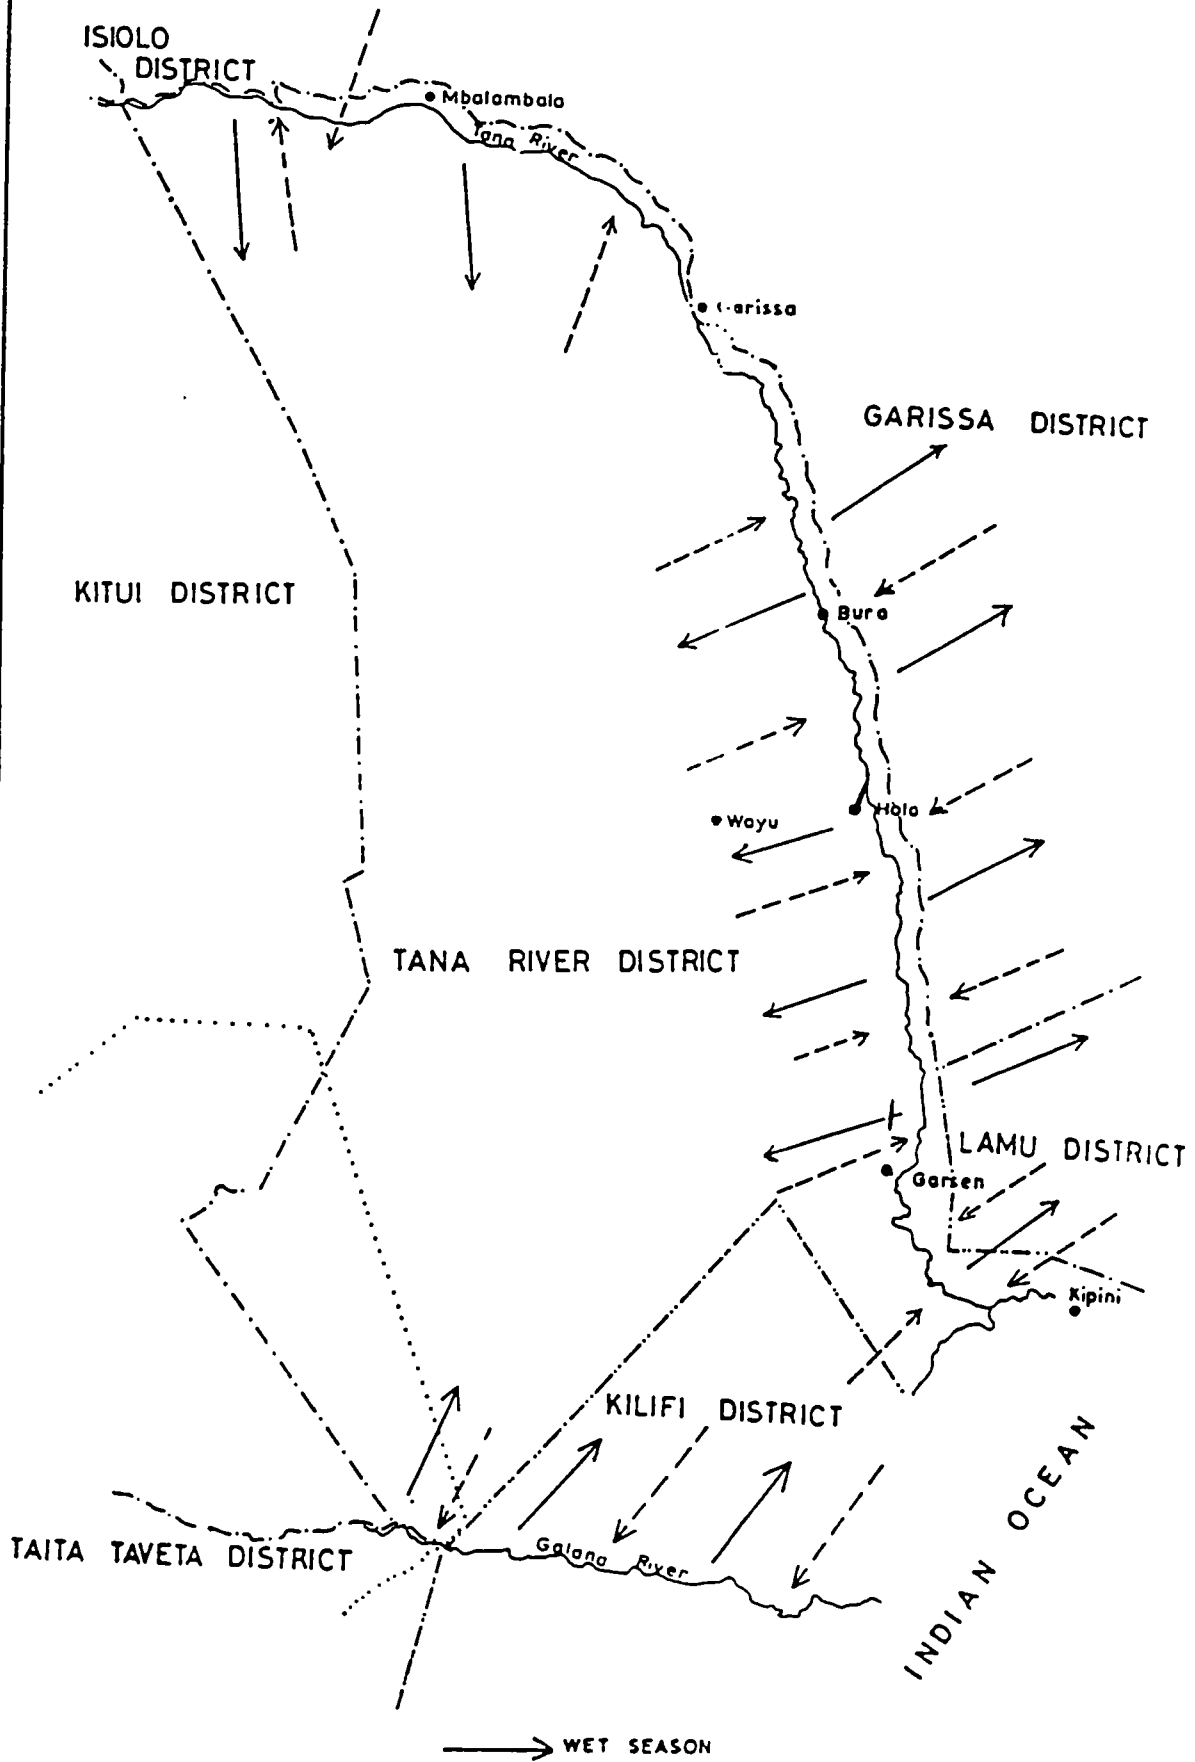 ISIOLO
DISTRICT
Mbalambala
Tana River
Garissa
GARISSA DISTRICT
KITUI DISTRICT
Bura
Hola
Wayu
TANA RIVER DISTRICT
LAMU DISTRICT
Garsen
Kipini
KILIFI DISTRICT
INDIAN OCEAN
Galana River
TAITA TAVETA DISTRICT
WET SEASON